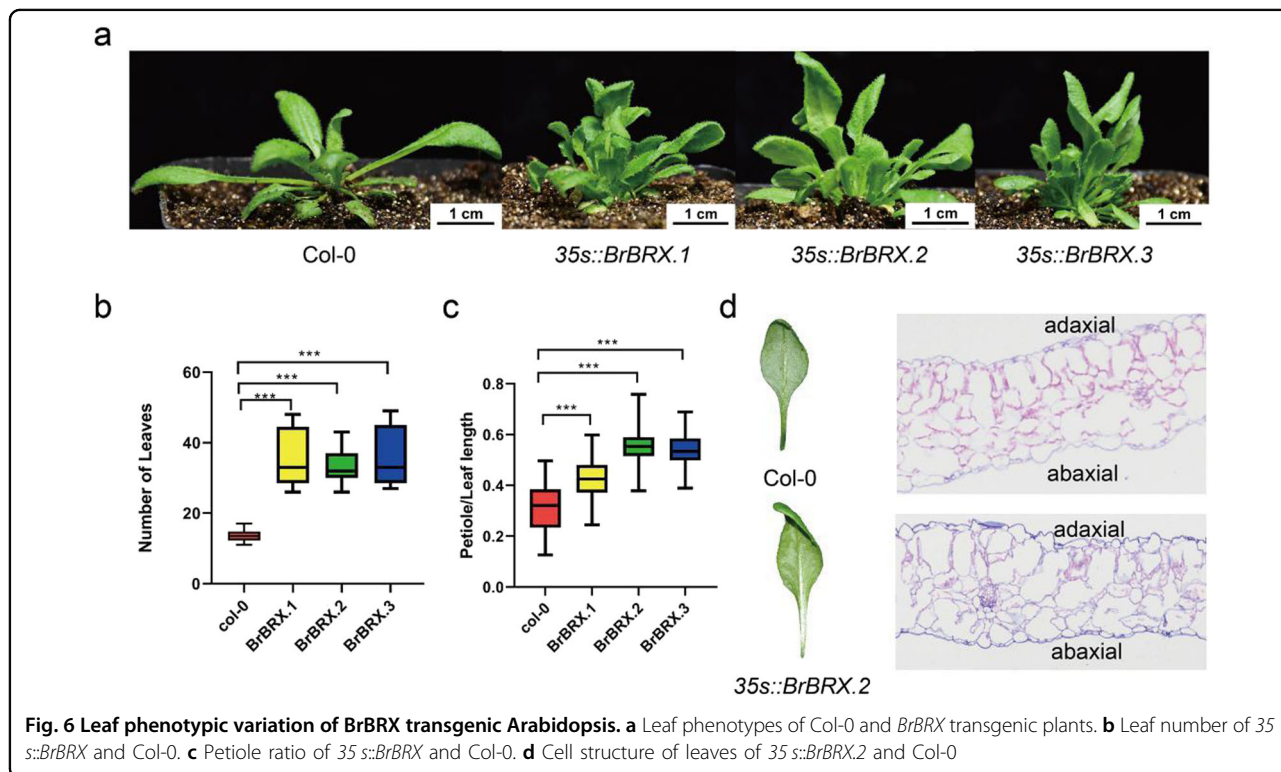 a
1 cm
1 cm
1 cm
1 cm
Col-0
35s::BrBRX.1
35s::BrBRX.2
35s::BrBRX.3
b
Number of Leaves
60
40
20
0
***
***
***
col-0
BrBRX.1
BrBRX.2
BrBRX.3
c
Petiole/Leaf length
0.8
0.6
0.4
0.2
0.0
***
***
***
col-0
BrBRX.1
BrBRX.2
BrBRX.3
d
Col-0
35s::BrBRX.2
adaxial
abaxial
adaxial
abaxial
Fig. 6 Leaf phenotypic variation of BrBRX transgenic Arabidopsis. a Leaf phenotypes of Col-0 and BrBRX transgenic plants. b Leaf number of 35
s::BrBRX and Col-0. c Petiole ratio of 35 s::BrBRX and Col-0. d Cell structure of leaves of 35 s::BrBRX.2 and Col-0